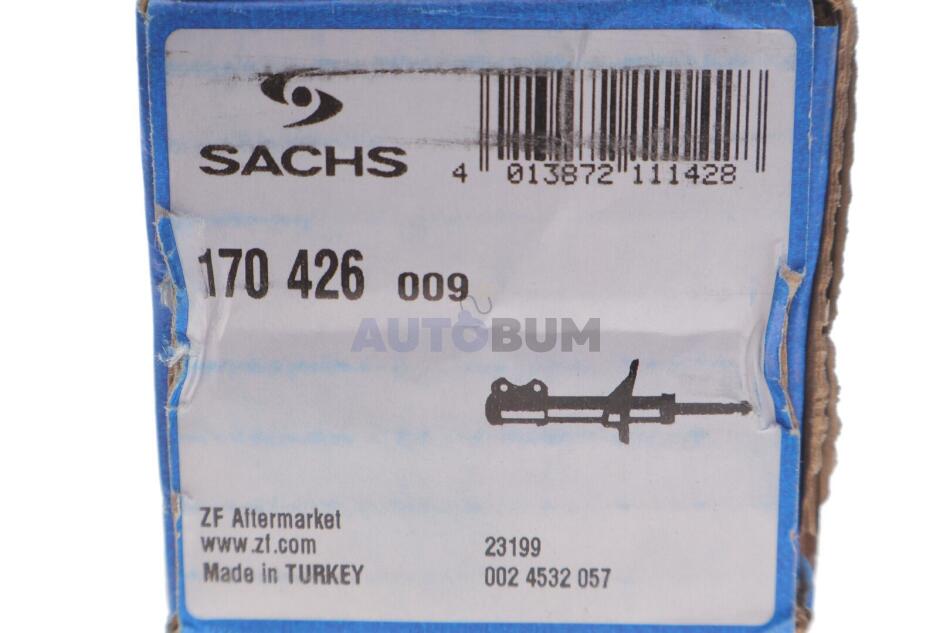 SACHS
4 013872 111428
170 426 009
AUTOBUM
ZF Aftermarket
www.zf.com
Made in TURKEY
23199
002 4532 057